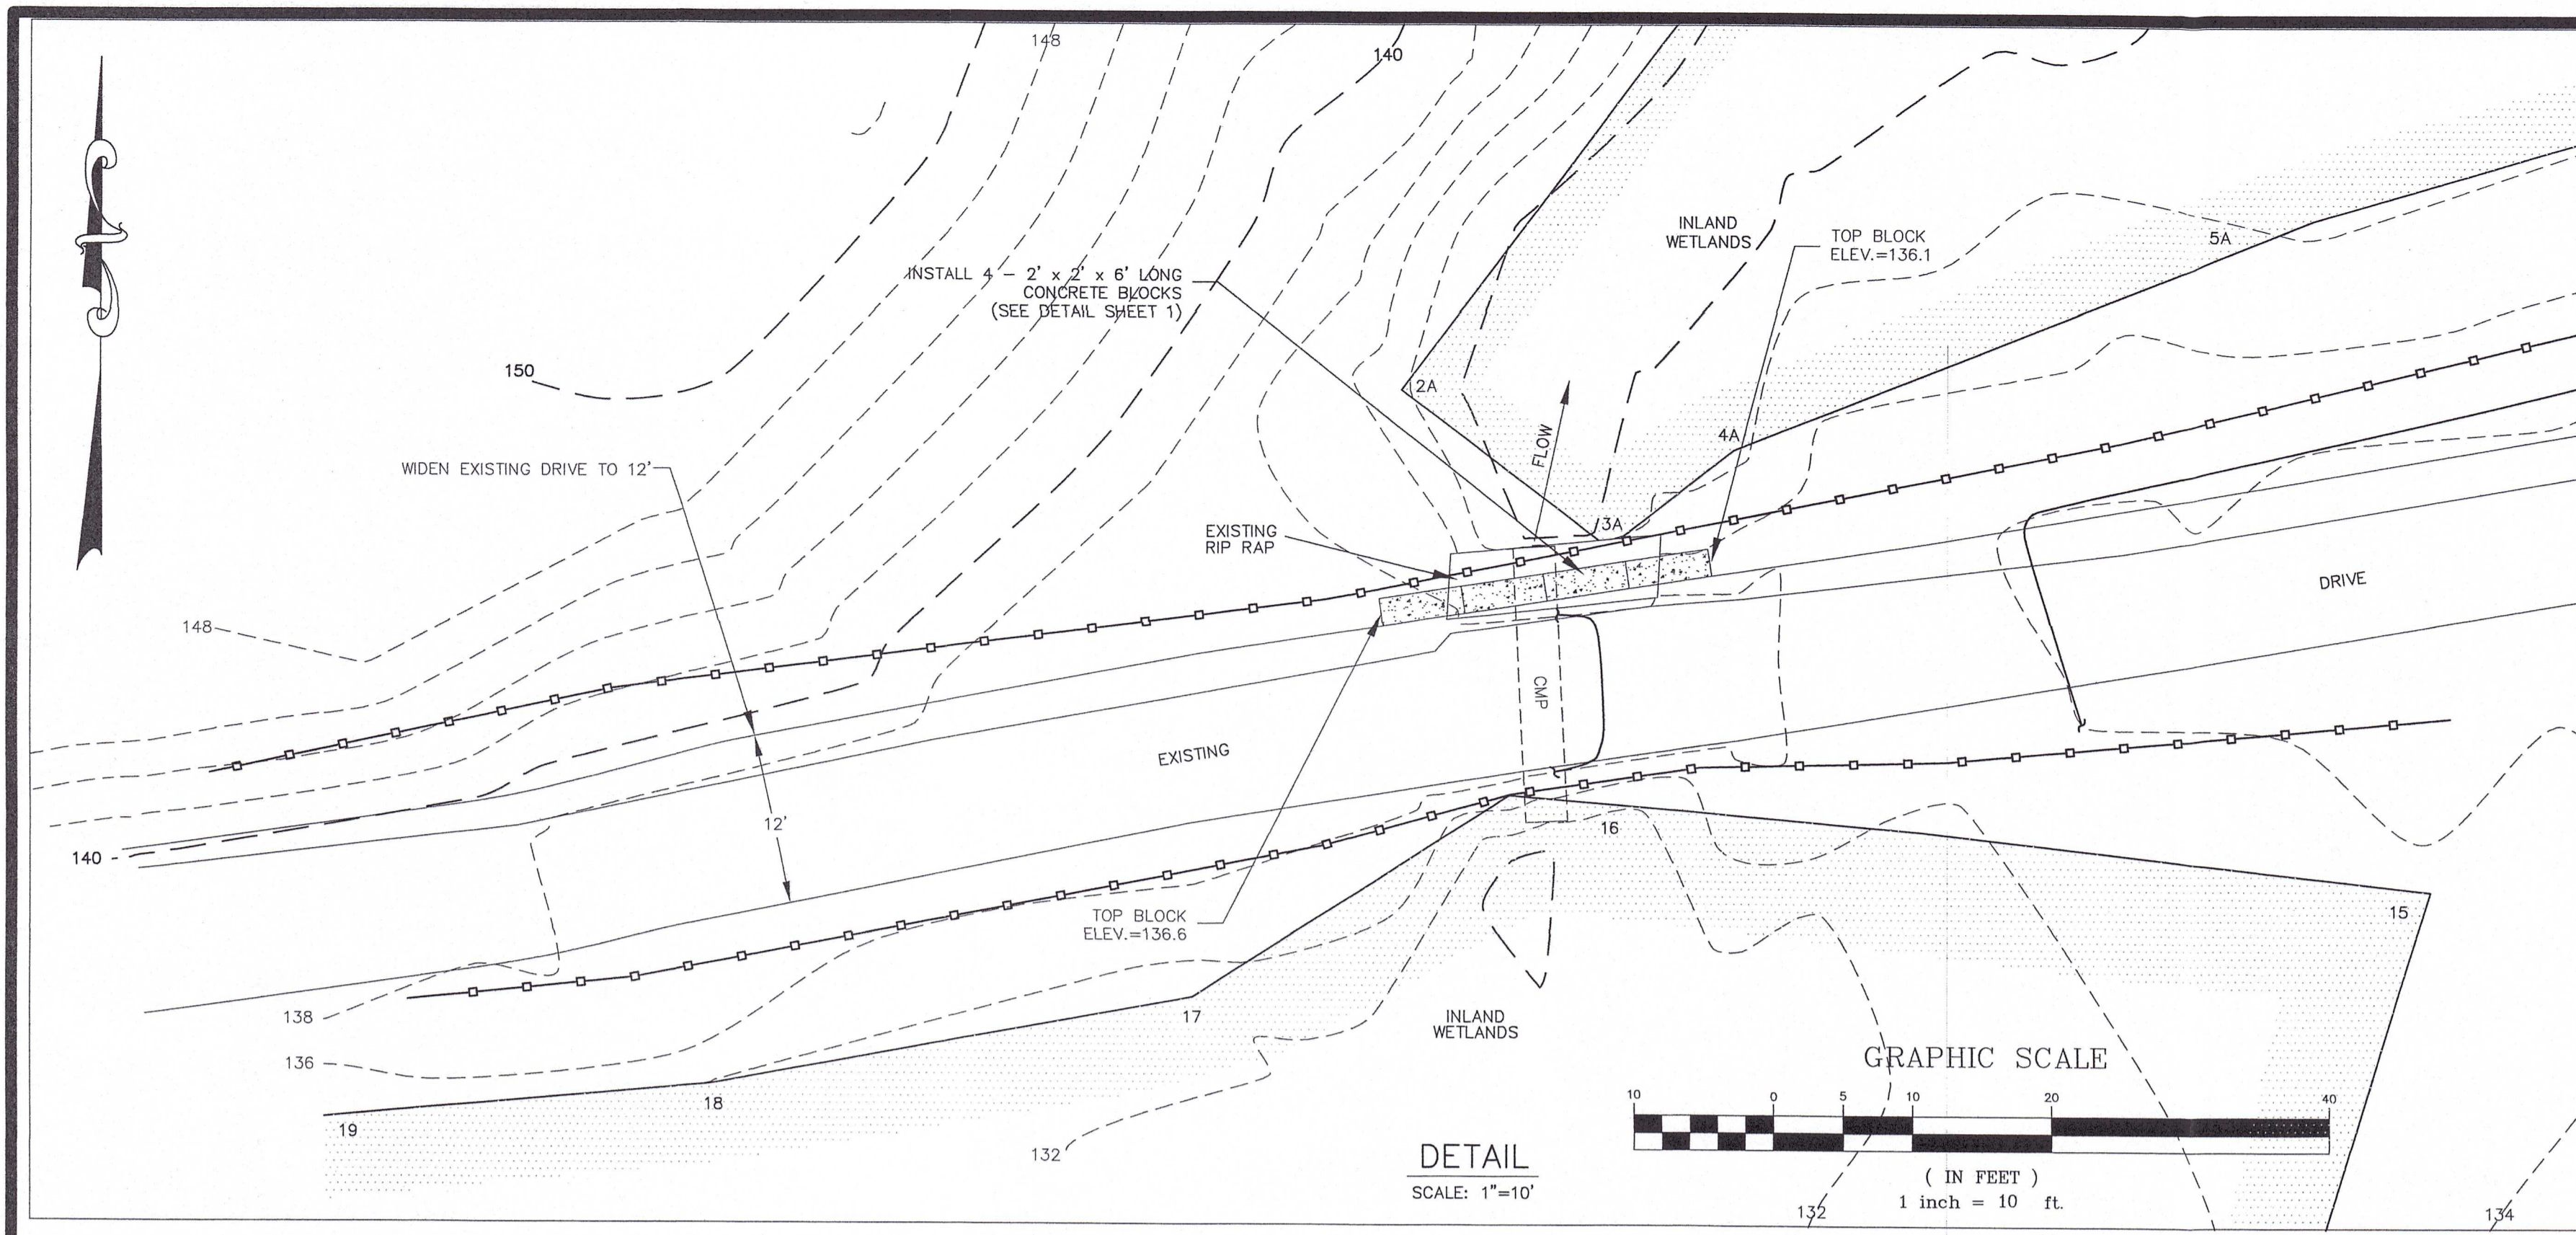 148
140
INLAND
WETLANDS
TOP BLOCK
ELEV.=136.1
5A
INSTALL 4 - 2' x 2' x 6' LONG
CONCRETE BLOCKS
(SEE DETAIL SHEET 1)
150
2A
4A
FLOW
WIDEN EXISTING DRIVE TO 12'
3A
EXISTING
RIP RAP
DRIVE
148
CMP
EXISTING
12'
16
140
15
TOP BLOCK
ELEV.=136.6
138
17
INLAND
WETLANDS
136
GRAPHIC SCALE
18
10 0 5 10 20 40
19
132
DETAIL
SCALE: 1"=10'
( IN FEET )
1 inch = 10 ft.
132
134